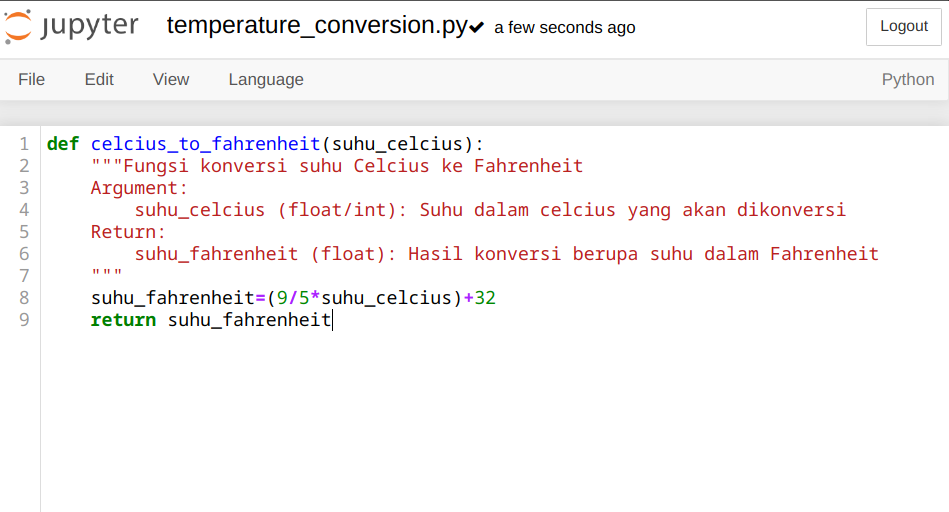 jupyter temperature_conversion.py✔ a few seconds ago Logout
File Edit View Language Python
1 def celcius_to_fahrenheit(suhu_celcius):
2     """Fungsi konversi suhu Celcius ke Fahrenheit
3     Argument:
4         suhu_celcius (float/int): Suhu dalam celcius yang akan dikonversi
5     Return:
6         suhu_fahrenheit (float): Hasil konversi berupa suhu dalam Fahrenheit
7     """
8     suhu_fahrenheit=(9/5*suhu_celcius)+32
9     return suhu_fahrenheit